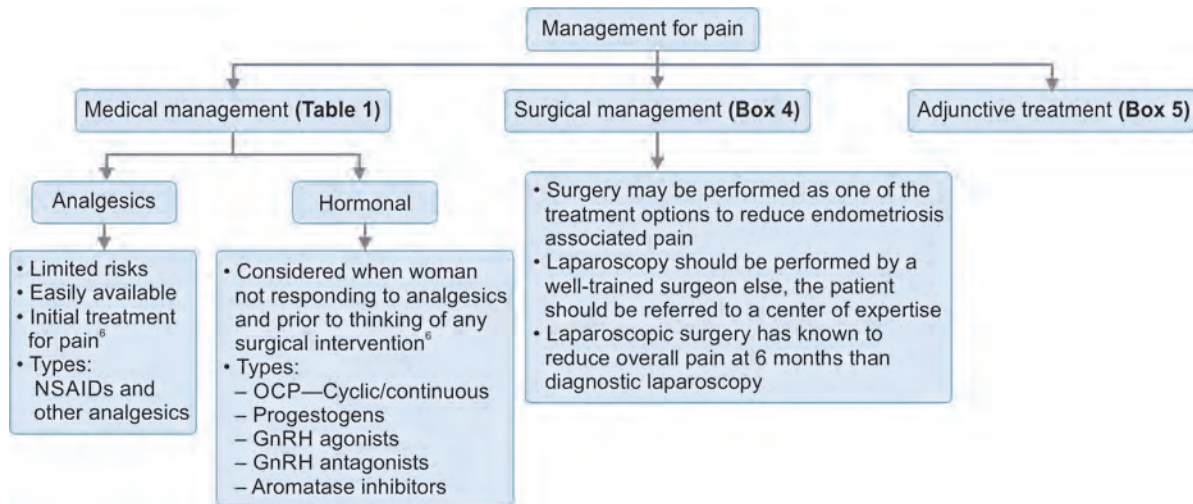 Management for pain
Medical management (Table 1)
Surgical management (Box 4)
Adjunctive treatment (Box 5)
Analgesics
Hormonal
• Limited risks
• Easily available
• Initial treatment
for pain6
• Types:
NSAIDs and
other analgesics
• Considered when woman
not responding to analgesics
and prior to thinking of any
surgical intervention6
• Types:
– OCP—Cyclic/continuous
– Progestogens
– GnRH agonists
– GnRH antagonists
– Aromatase inhibitors
• Surgery may be performed as one of the
treatment options to reduce endometriosis
associated pain
• Laparoscopy should be performed by a
well-trained surgeon else, the patient
should be referred to a center of expertise
• Laparoscopic surgery has known to
reduce overall pain at 6 months than
diagnostic laparoscopy